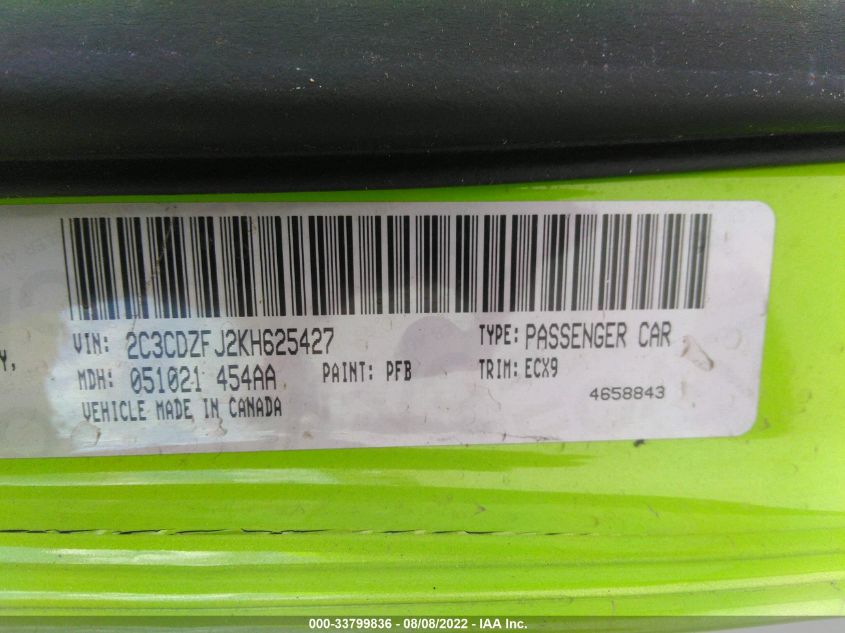 VIN: 2C3CDZFJ2KH625427 TYPE: PASSENGER CAR
Y,
MDH: 051021 454AA PAINT: PFB TRIM: ECX9
4658843
VEHICLE MADE IN CANADA
000-33799836 - 08/08/2022 - IAA Inc.